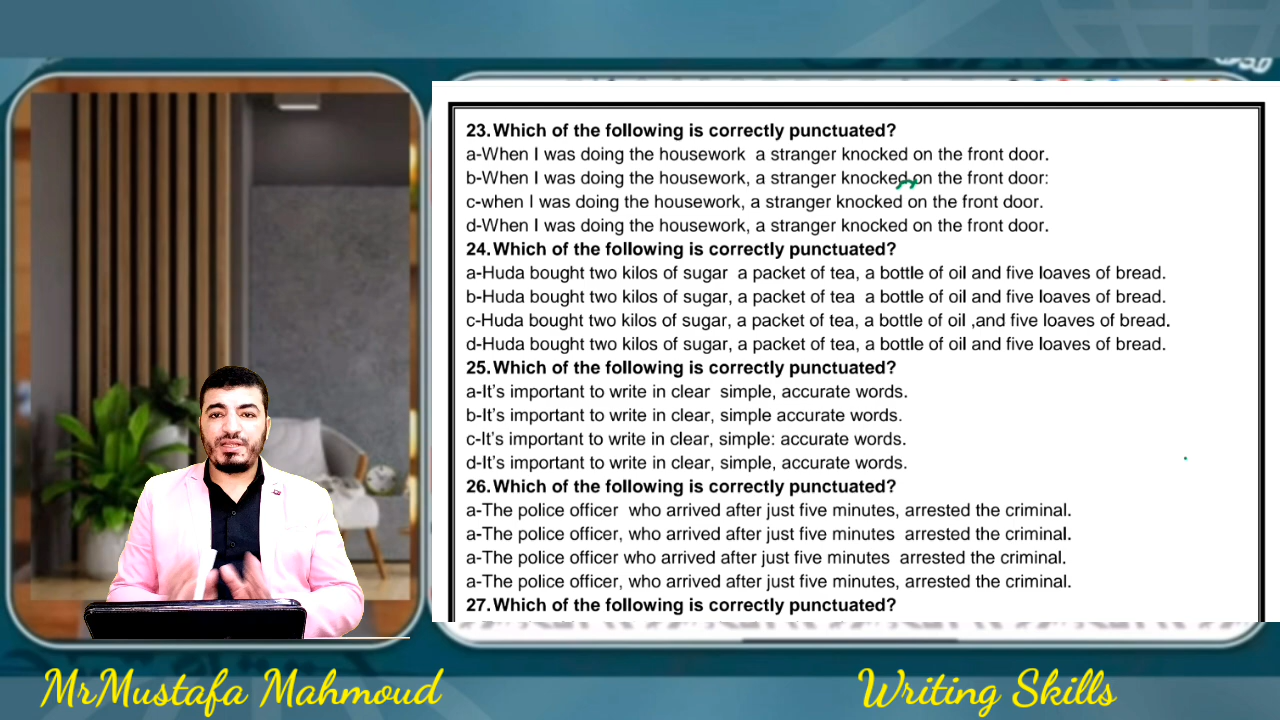 23.Which of the following is correctly punctuated?
a-When I was doing the housework  a stranger knocked on the front door.
b-When I was doing the housework, a stranger knocked on the front door:
c-when I was doing the housework, a stranger knocked on the front door.
d-When I was doing the housework, a stranger knocked on the front door.
24.Which of the following is correctly punctuated?
a-Huda bought two kilos of sugar  a packet of tea, a bottle of oil and five loaves of bread.
b-Huda bought two kilos of sugar, a packet of tea  a bottle of oil and five loaves of bread.
c-Huda bought two kilos of sugar, a packet of tea, a bottle of oil ,and five loaves of bread.
d-Huda bought two kilos of sugar, a packet of tea, a bottle of oil and five loaves of bread.
25.Which of the following is correctly punctuated?
a-It's important to write in clear  simple, accurate words.
b-It's important to write in clear, simple accurate words.
c-It's important to write in clear, simple: accurate words.
d-It's important to write in clear, simple, accurate words.
26.Which of the following is correctly punctuated?
a-The police officer  who arrived after just five minutes, arrested the criminal.
a-The police officer, who arrived after just five minutes  arrested the criminal.
a-The police officer who arrived after just five minutes  arrested the criminal.
a-The police officer, who arrived after just five minutes, arrested the criminal.
27.Which of the following is correctly punctuated?
MrMustafa Mahmoud
Writing Skills